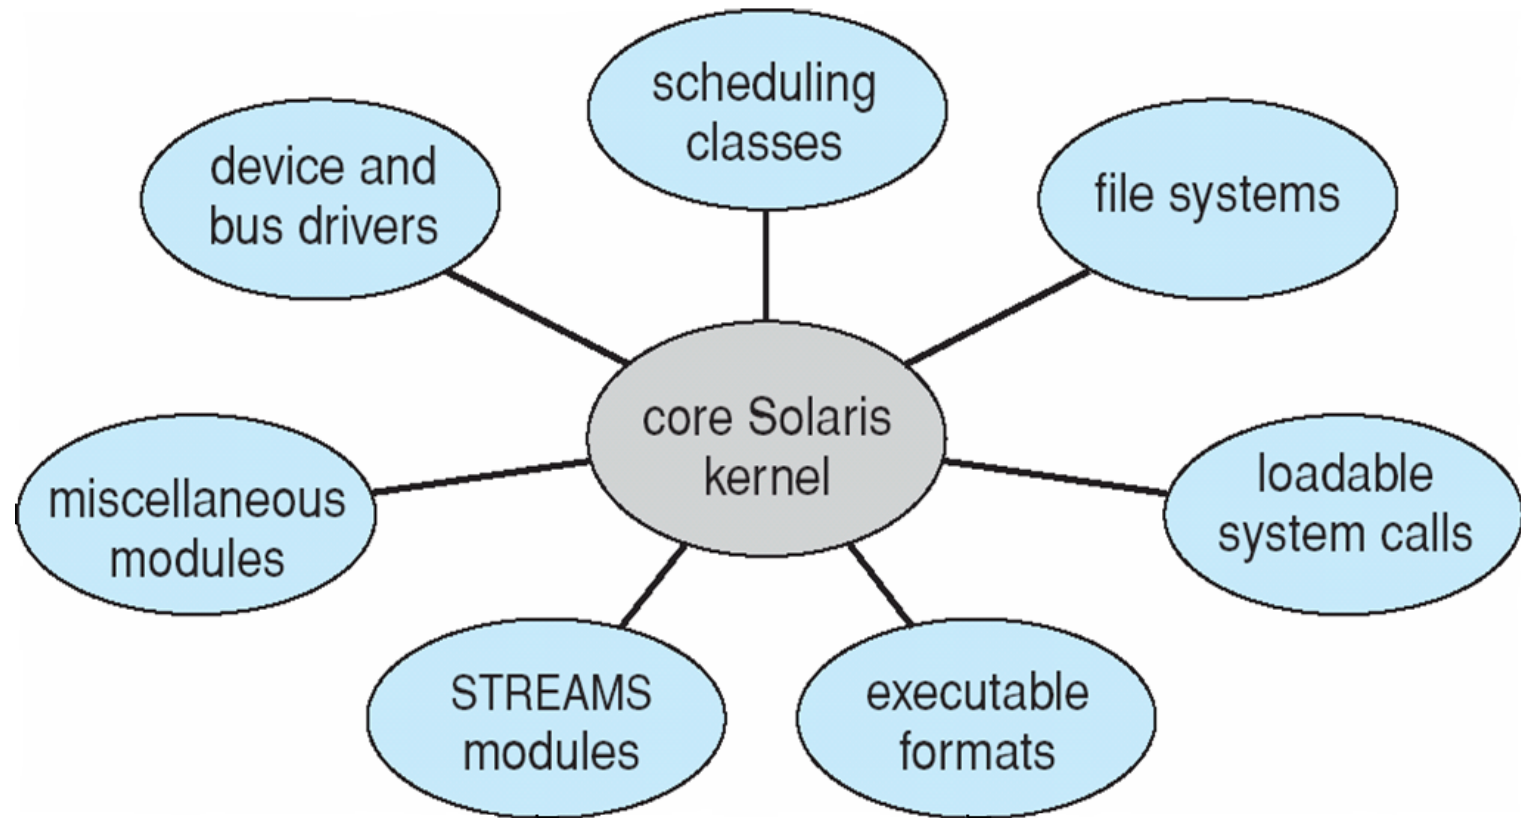 scheduling
classes
device and
bus drivers
file systems
core Solaris
kernel
miscellaneous
modules
loadable
system calls
STREAMS
modules
executable
formats